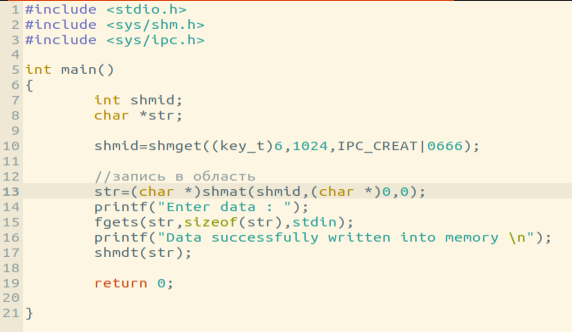 1 #include <stdio.h>
2 #include <sys/shm.h>
3 #include <sys/ipc.h>
4
5 int main()
6 {
7         int shmid;
8         char *str;
9
10         shmid=shmget((key_t)6,1024,IPC_CREAT|0666);
11
12         //запись в область
13         str=(char *)shmat(shmid,(char *)0,0);
14         printf("Enter data : ");
15         fgets(str,sizeof(str),stdin);
16         printf("Data successfully written into memory \n");
17         shmdt(str);
18
19         return 0;
20
21 }